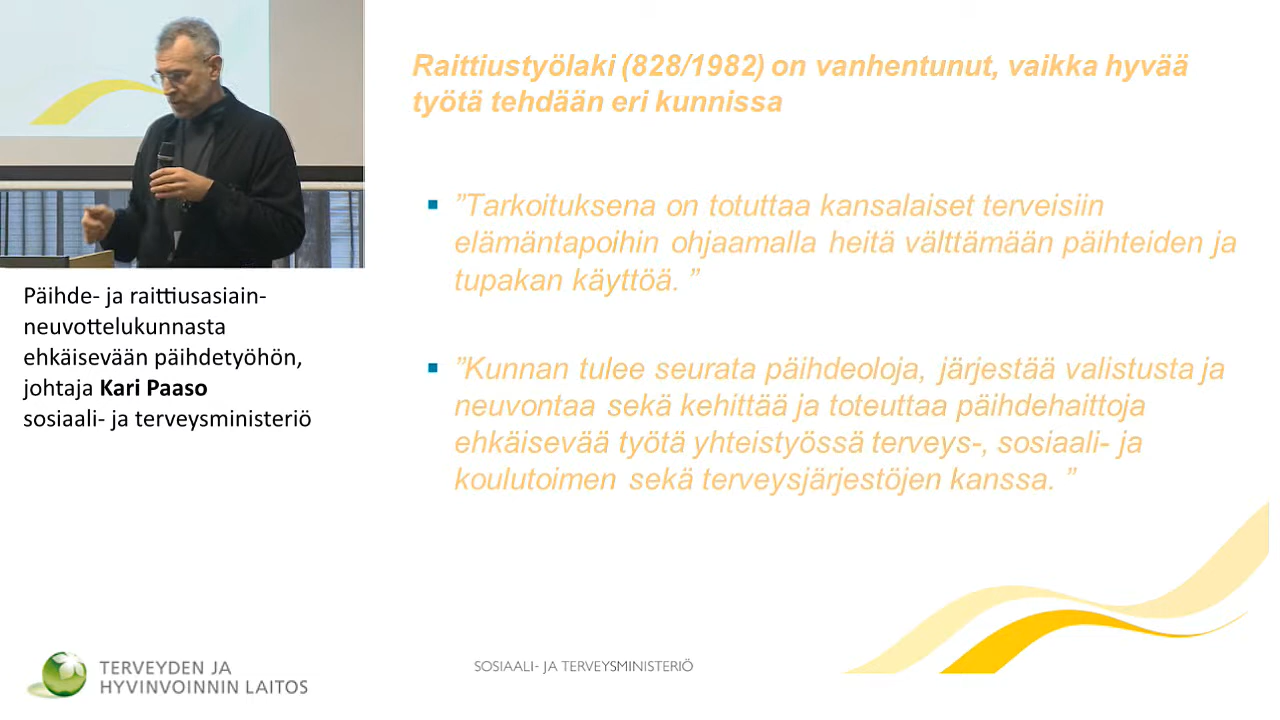 Raittiustyölaki (828/1982) on vanhentunut, vaikka hyvää
työtä tehdään eri kunnissa
”Tarkoituksena on totuttaa kansalaiset terveisiin
elämäntapoihin ohjaamalla heitä välttämään päihteiden ja
tupakan käyttöä. ”
”Kunnan tulee seurata päihdeoloja, järjestää valistusta ja
neuvontaa sekä kehittää ja toteuttaa päihdehaittoja
ehkäisevää työtä yhteistyössä terveys-, sosiaali- ja
koulutoimen sekä terveysjärjestöjen kanssa. ”
Päihde- ja raittiusasiain-
neuvottelukunnasta
ehkäisevään päihdetyöhön,
johtaja Kari Paaso
sosiaali- ja terveysministeriö
TERVEYDEN JA
HYVINVOINNIN LAITOS
SOSIAALI- JA TERVEYSMINISTERIÖ